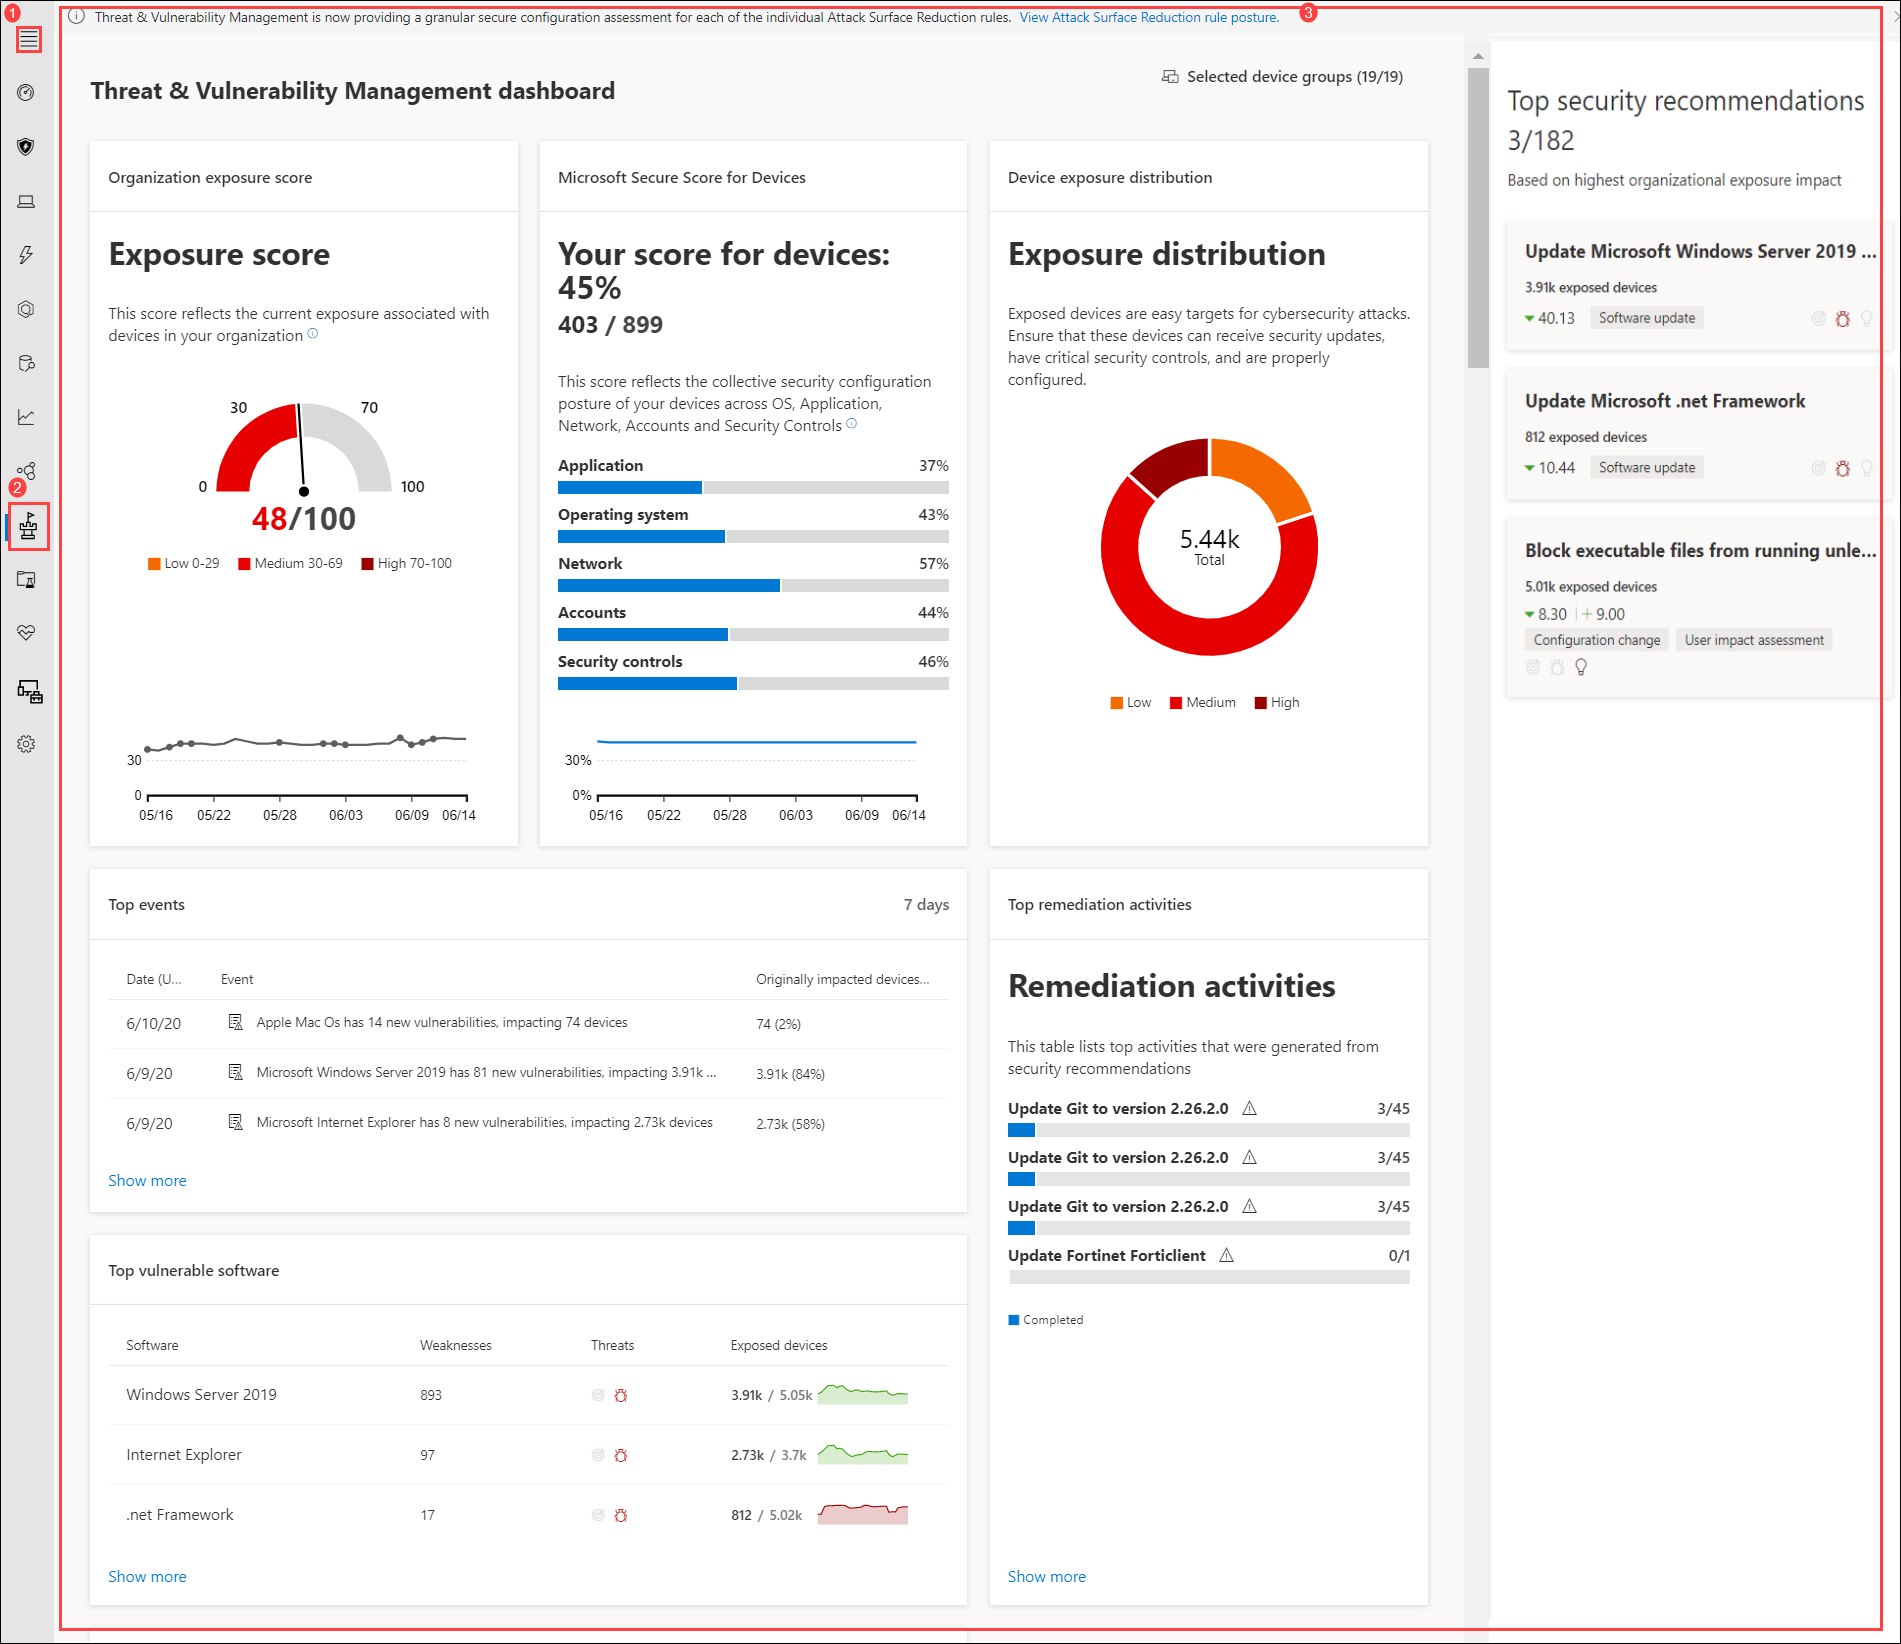 1
Threat & Vulnerability Management is now providing a granular secure configuration assessment for each of the individual Attack Surface Reduction rules. View Attack Surface Reduction rule posture.
3
2
Threat & Vulnerability Management dashboard
Selected device groups (19/19)
Organization exposure score
Exposure score
This score reflects the current exposure associated with
devices in your organization
30
70
0
100
48/100
Low 0-29
Medium 30-69
High 70-100
30
0
05/16 05/22 05/28 06/03 06/09 06/14
Microsoft Secure Score for Devices
Your score for devices:
45%
403 / 899
This score reflects the collective security configuration
posture of your devices across OS, Application,
Network, Accounts and Security Controls
Application 37%
Operating system 43%
Network 57%
Accounts 44%
Security controls 46%
30%
0%
05/16 05/22 05/28 06/03 06/09 06/14
Device exposure distribution
Exposure distribution
Exposed devices are easy targets for cybersecurity attacks.
Ensure that these devices can receive security updates,
have critical security controls, and are properly
configured.
5.44k
Total
Low Medium High
Top security recommendations
3/182
Based on highest organizational exposure impact
Update Microsoft Windows Server 2019 ...
3.91k exposed devices
40.13 Software update
Update Microsoft .net Framework
812 exposed devices
10.44 Software update
Block executable files from running unle...
5.01k exposed devices
8.30 | + 9.00
Configuration change User impact assessment
Top events 7 days
Date (U... Event Originally impacted devices...
6/10/20 Apple Mac Os has 14 new vulnerabilities, impacting 74 devices 74 (2%)
6/9/20 Microsoft Windows Server 2019 has 81 new vulnerabilities, impacting 3.91k ... 3.91k (84%)
6/9/20 Microsoft Internet Explorer has 8 new vulnerabilities, impacting 2.73k devices 2.73k (58%)
Show more
Top remediation activities
Remediation activities
This table lists top activities that were generated from
security recommendations
Update Git to version 2.26.2.0 3/45
Update Git to version 2.26.2.0 3/45
Update Git to version 2.26.2.0 3/45
Update Fortinet Forticlient 0/1
Completed
Show more
Top vulnerable software
Software Weaknesses Threats Exposed devices
Windows Server 2019 893 3.91k / 5.05k
Internet Explorer 97 2.73k / 3.7k
.net Framework 17 812 / 5.02k
Show more